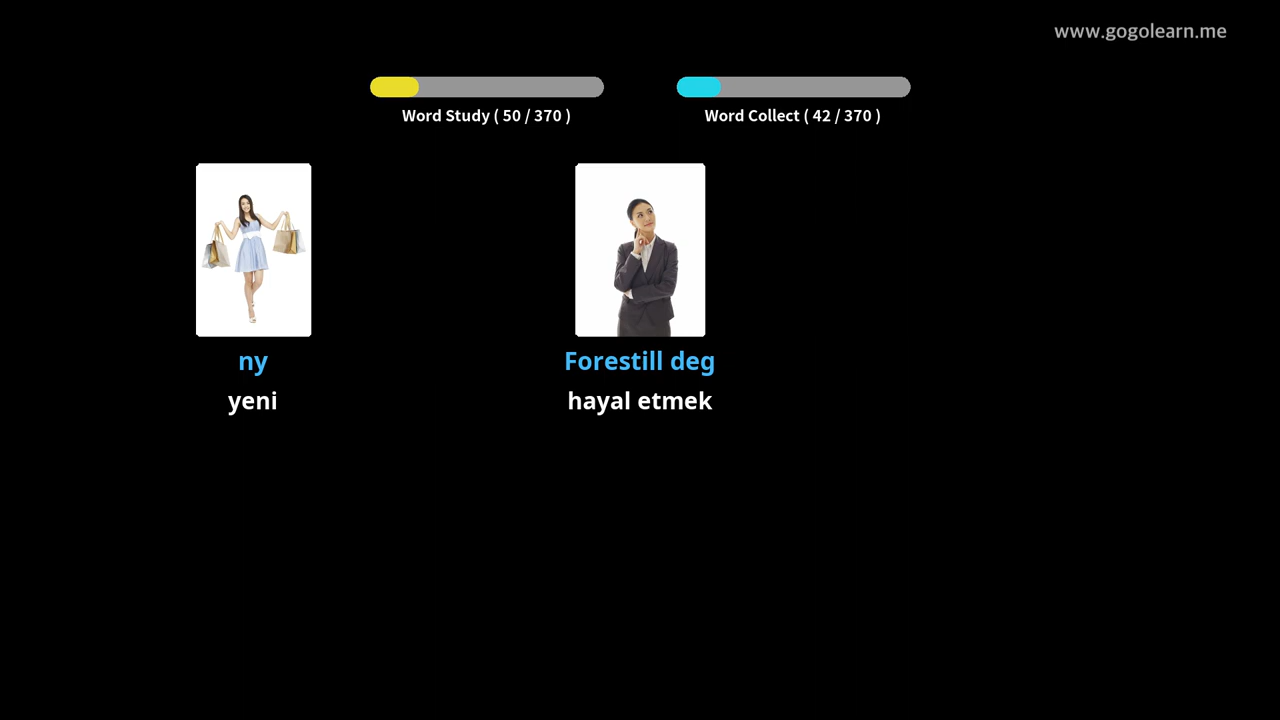 www.gogolearn.me
Word Study ( 50 / 370 )
Word Collect ( 42 / 370 )
ny
yeni
Forestill deg
hayal etmek